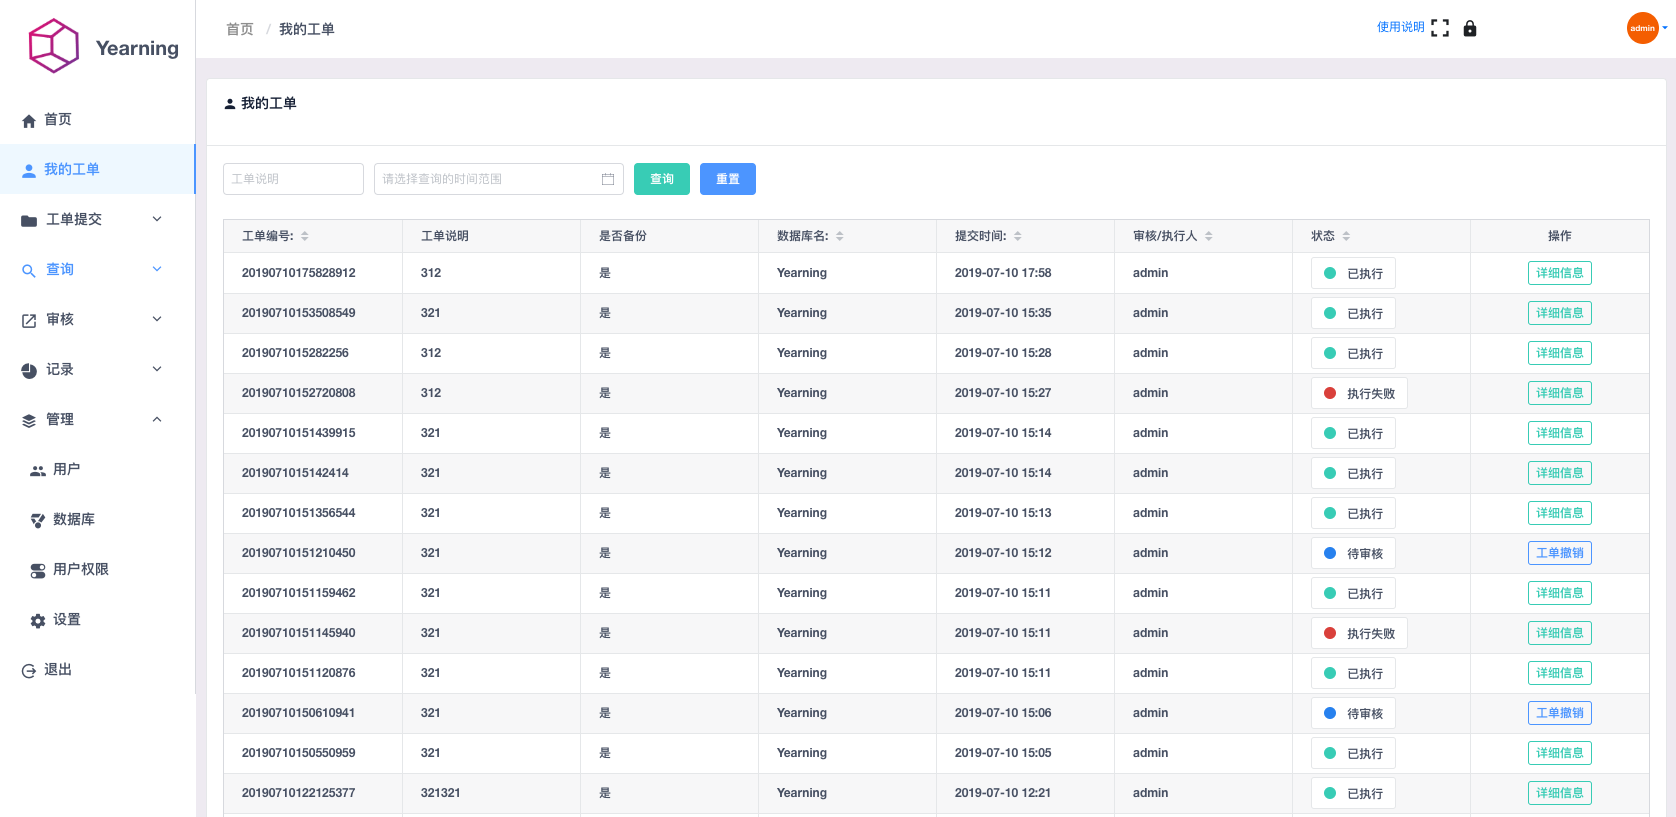 Yearning
首页
我的工单
工单提交
查询
审核
记录
管理
用户
数据库
用户权限
设置
退出
首页 / 我的工单
使用说明
admin
我的工单
工单说明 请选择查询的时间范围 查询 重置
工单编号: 工单说明 是否备份 数据库名: 提交时间: 审核/执行人 状态 操作
20190710175828912 312 是 Yearning 2019-07-10 17:58 admin 已执行 详细信息
20190710153508549 321 是 Yearning 2019-07-10 15:35 admin 已执行 详细信息
2019071015282256 312 是 Yearning 2019-07-10 15:28 admin 已执行 详细信息
20190710152720808 312 是 Yearning 2019-07-10 15:27 admin 执行失败 详细信息
20190710151439915 321 是 Yearning 2019-07-10 15:14 admin 已执行 详细信息
2019071015142414 321 是 Yearning 2019-07-10 15:14 admin 已执行 详细信息
20190710151356544 321 是 Yearning 2019-07-10 15:13 admin 已执行 详细信息
20190710151210450 321 是 Yearning 2019-07-10 15:12 admin 待审核 工单撤销
20190710151159462 321 是 Yearning 2019-07-10 15:11 admin 已执行 详细信息
20190710151145940 321 是 Yearning 2019-07-10 15:11 admin 执行失败 详细信息
20190710151120876 321 是 Yearning 2019-07-10 15:11 admin 已执行 详细信息
20190710150610941 321 是 Yearning 2019-07-10 15:06 admin 待审核 工单撤销
20190710150550959 321 是 Yearning 2019-07-10 15:05 admin 已执行 详细信息
20190710122125377 321321 是 Yearning 2019-07-10 12:21 admin 已执行 详细信息